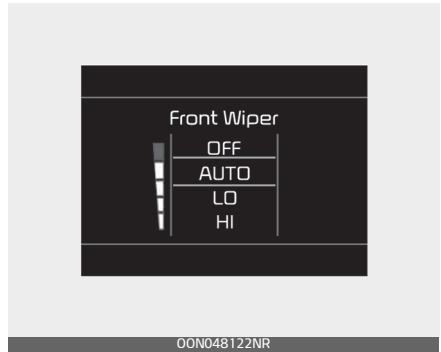 Front Wiper
OFF
AUTO
LO
HI
OON048122NR